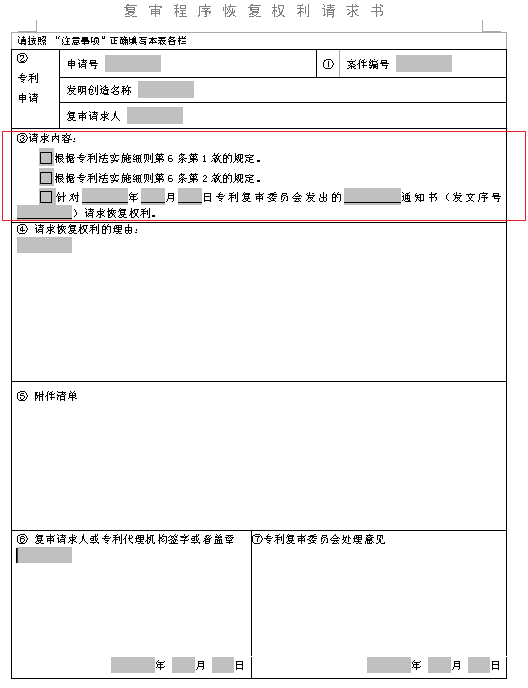 复审程序恢复权利请求书
请按照“注意事项”正确填写本表各栏
② 专利申请
申请号
① 案件编号
发明创造名称
复审请求人
③请求内容:
根据专利法实施细则第6条第1款的规定。
根据专利法实施细则第6条第2款的规定。
针对 年 月 日专利复审委员会发出的 通知书(发文序号
)请求恢复权利。
④ 请求恢复权利的理由:
⑤ 附件清单
⑥ 复审请求人或专利代理机构签字或者盖章
⑦专利复审委员会处理意见
年 月 日
年 月 日